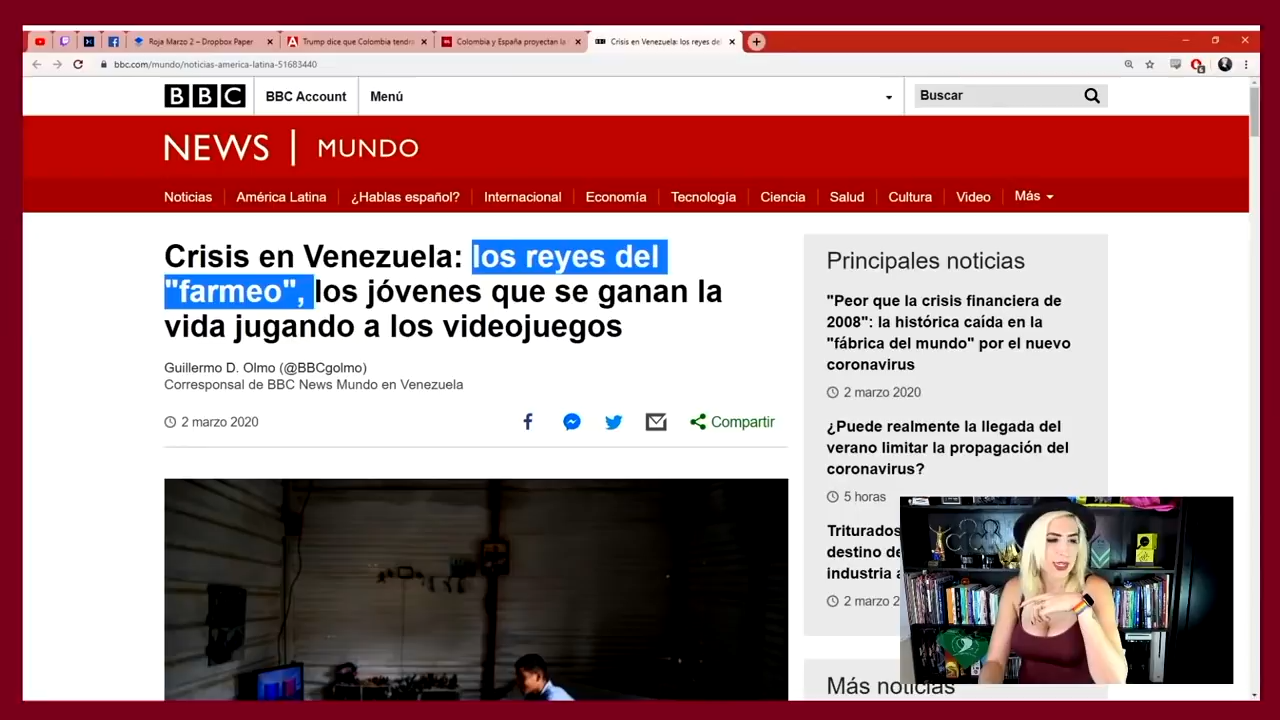 Roja Marzo 2 – Dropbox Paper
Trump dice que Colombia tendrá
Colombia y España proyectan la
Crisis en Venezuela: los reyes del
bbc.com/mundo/noticias-america-latina-51683440
BBC
BBC Account
Menú
Buscar
NEWS | MUNDO
Noticias
América Latina
¿Hablas español?
Internacional
Economía
Tecnología
Ciencia
Salud
Cultura
Video
Más
Crisis en Venezuela: los reyes del
"farmeo", los jóvenes que se ganan la
vida jugando a los videojuegos
Guillermo D. Olmo (@BBCgolmo)
Corresponsal de BBC News Mundo en Venezuela
2 marzo 2020
Compartir
Principales noticias
"Peor que la crisis financiera de
2008": la histórica caída en la
"fábrica del mundo" por el nuevo
coronavirus
2 marzo 2020
¿Puede realmente la llegada del
verano limitar la propagación del
coronavirus?
5 horas
Triturados
destino de
industria a
2 marzo 2
Más noticias